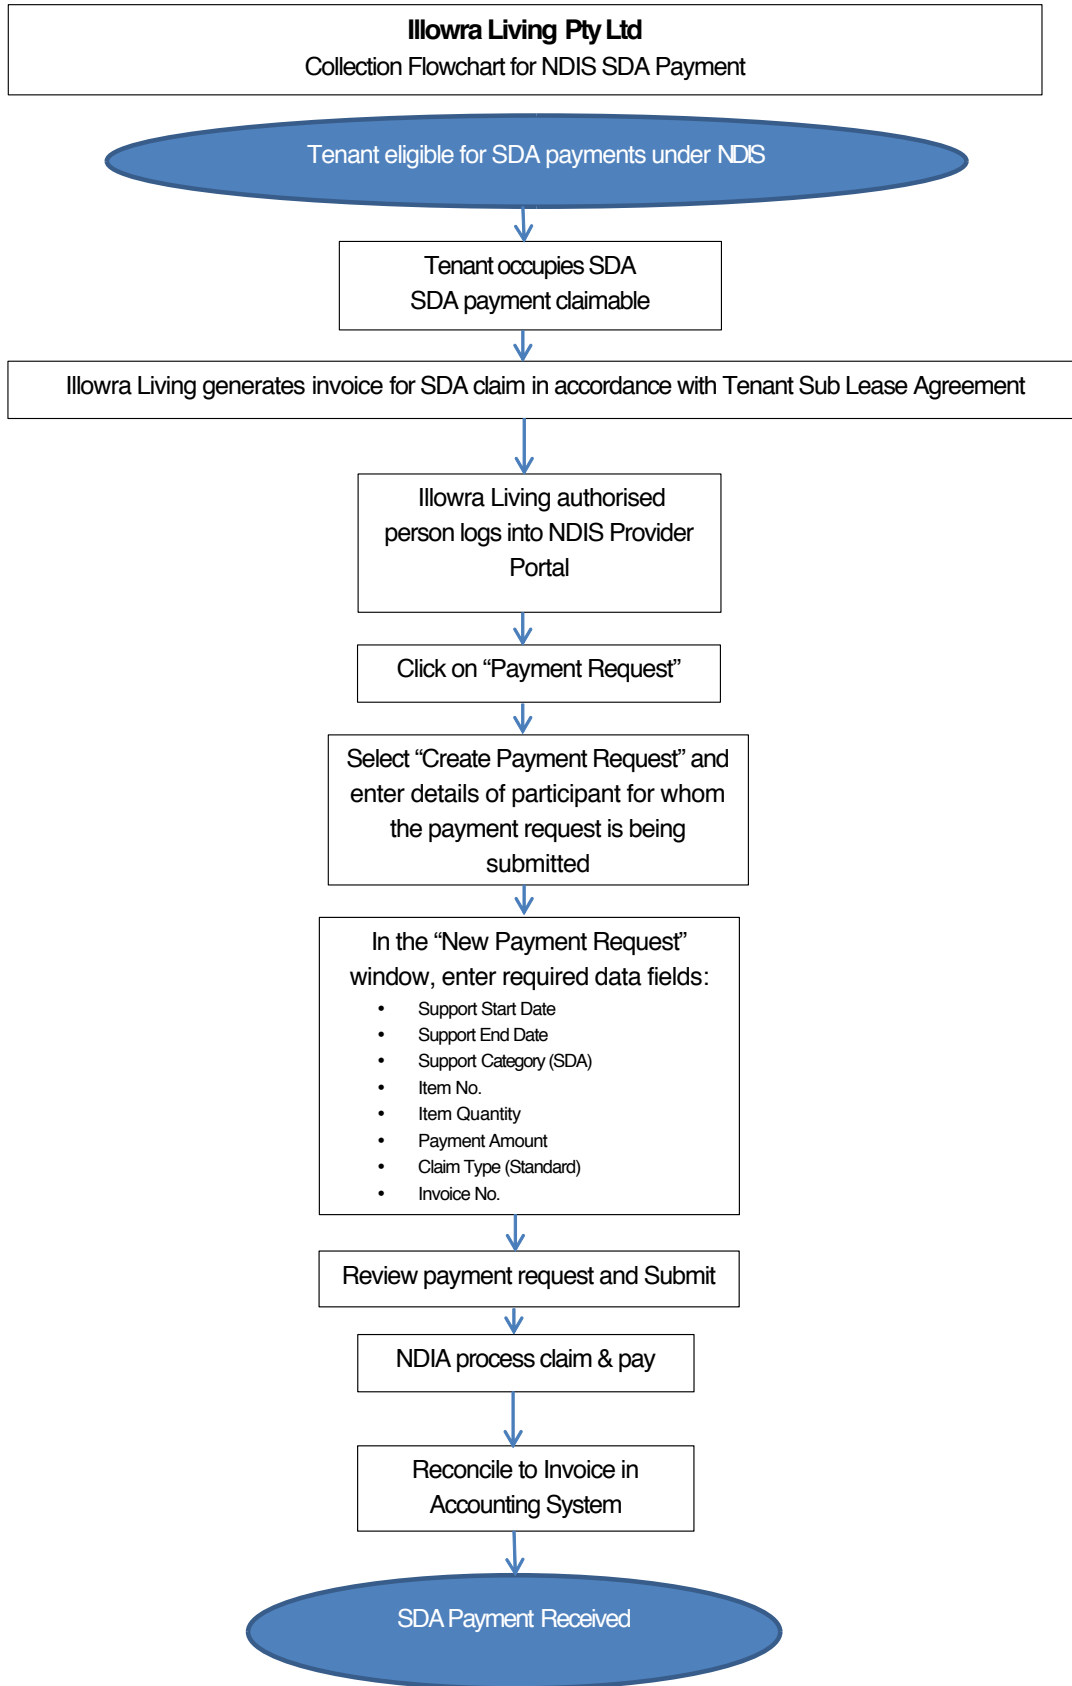 Illowra Living Pty Ltd
Collection Flowchart for NDIS SDA Payment
Tenant eligible for SDA payments under NDIS
Tenant occupies SDA
SDA payment claimable
Illowra Living generates invoice for SDA claim in accordance with Tenant Sub Lease Agreement
Illowra Living authorised
person logs into NDIS Provider
Portal
Click on “Payment Request”
Select “Create Payment Request” and
enter details of participant for whom
the payment request is being
submitted
In the “New Payment Request”
window, enter required data fields:
• Support Start Date
• Support End Date
• Support Category (SDA)
• Item No.
• Item Quantity
• Payment Amount
• Claim Type (Standard)
• Invoice No.
Review payment request and Submit
NDIA process claim & pay
Reconcile to Invoice in
Accounting System
SDA Payment Received